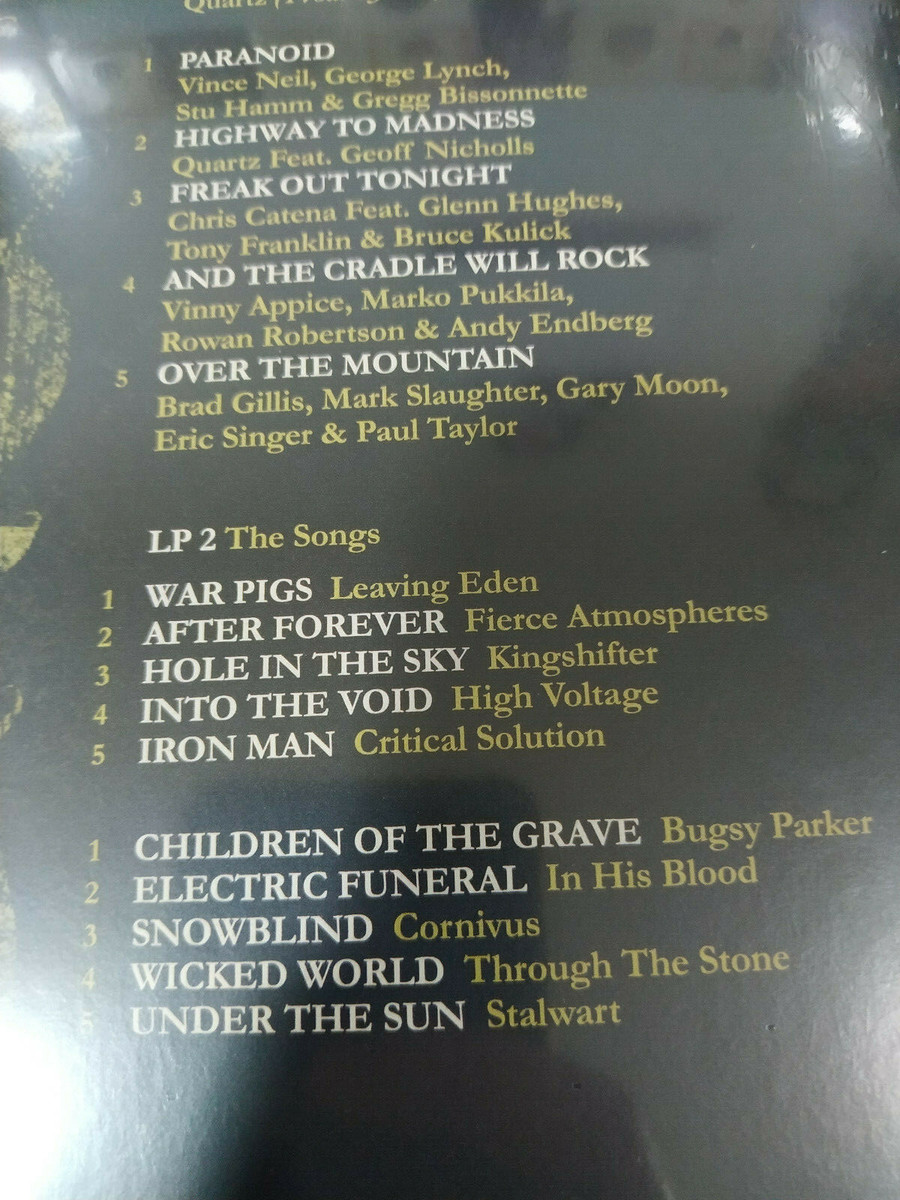 Quartz
1 PARANOID
Vince Neil, George Lynch,
Stu Hamm & Gregg Bissonnette
2 HIGHWAY TO MADNESS
Quartz Feat. Geoff Nicholls
3 FREAK OUT TONIGHT
Chris Catena Feat. Glenn Hughes,
Tony Franklin & Bruce Kulick
4 AND THE CRADLE WILL ROCK
Vinny Appice, Marko Pukkila,
Rowan Robertson & Andy Endberg
5 OVER THE MOUNTAIN
Brad Gillis, Mark Slaughter, Gary Moon,
Eric Singer & Paul Taylor
LP 2 The Songs
1 WAR PIGS Leaving Eden
2 AFTER FOREVER Fierce Atmospheres
3 HOLE IN THE SKY Kingshifter
4 INTO THE VOID High Voltage
5 IRON MAN Critical Solution
1 CHILDREN OF THE GRAVE Bugsy Parker
2 ELECTRIC FUNERAL In His Blood
3 SNOWBLIND Cornivus
4 WICKED WORLD Through The Stone
5 UNDER THE SUN Stalwart